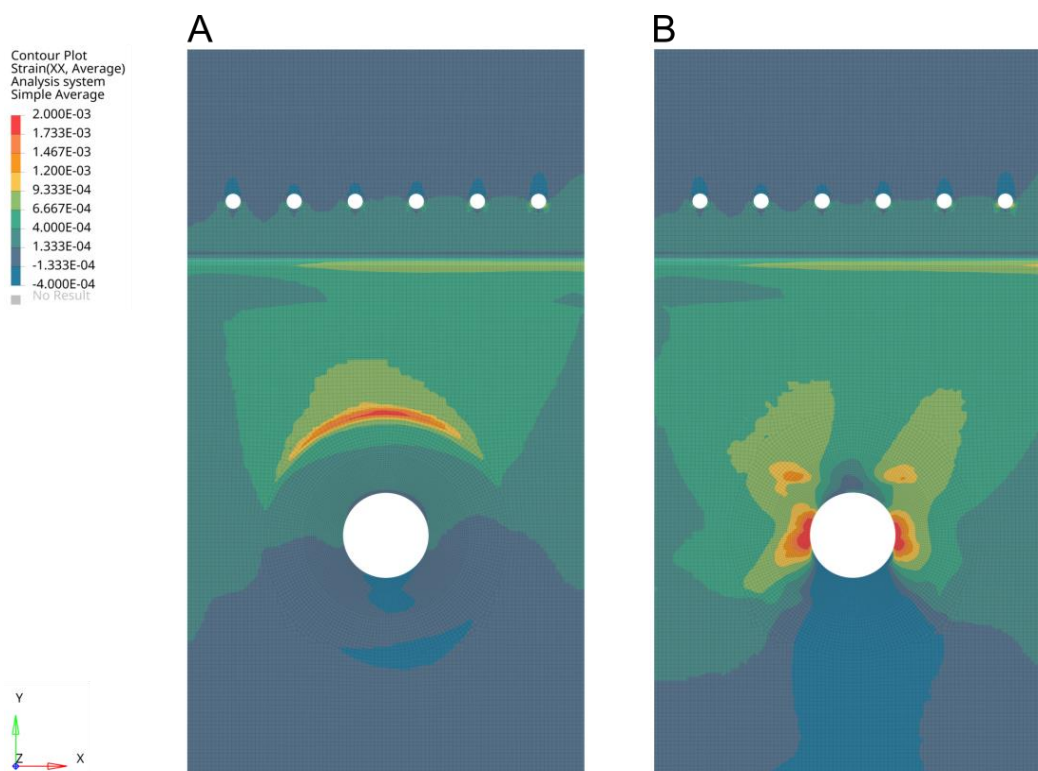 A
B
Contour Plot
Strain(XX, Average)
Analysis system
Simple Average
2.000E-03
1.733E-03
1.467E-03
1.200E-03
9.333E-04
6.667E-04
4.000E-04
1.333E-04
-1.333E-04
-4.000E-04
No Result
Y
Z
X